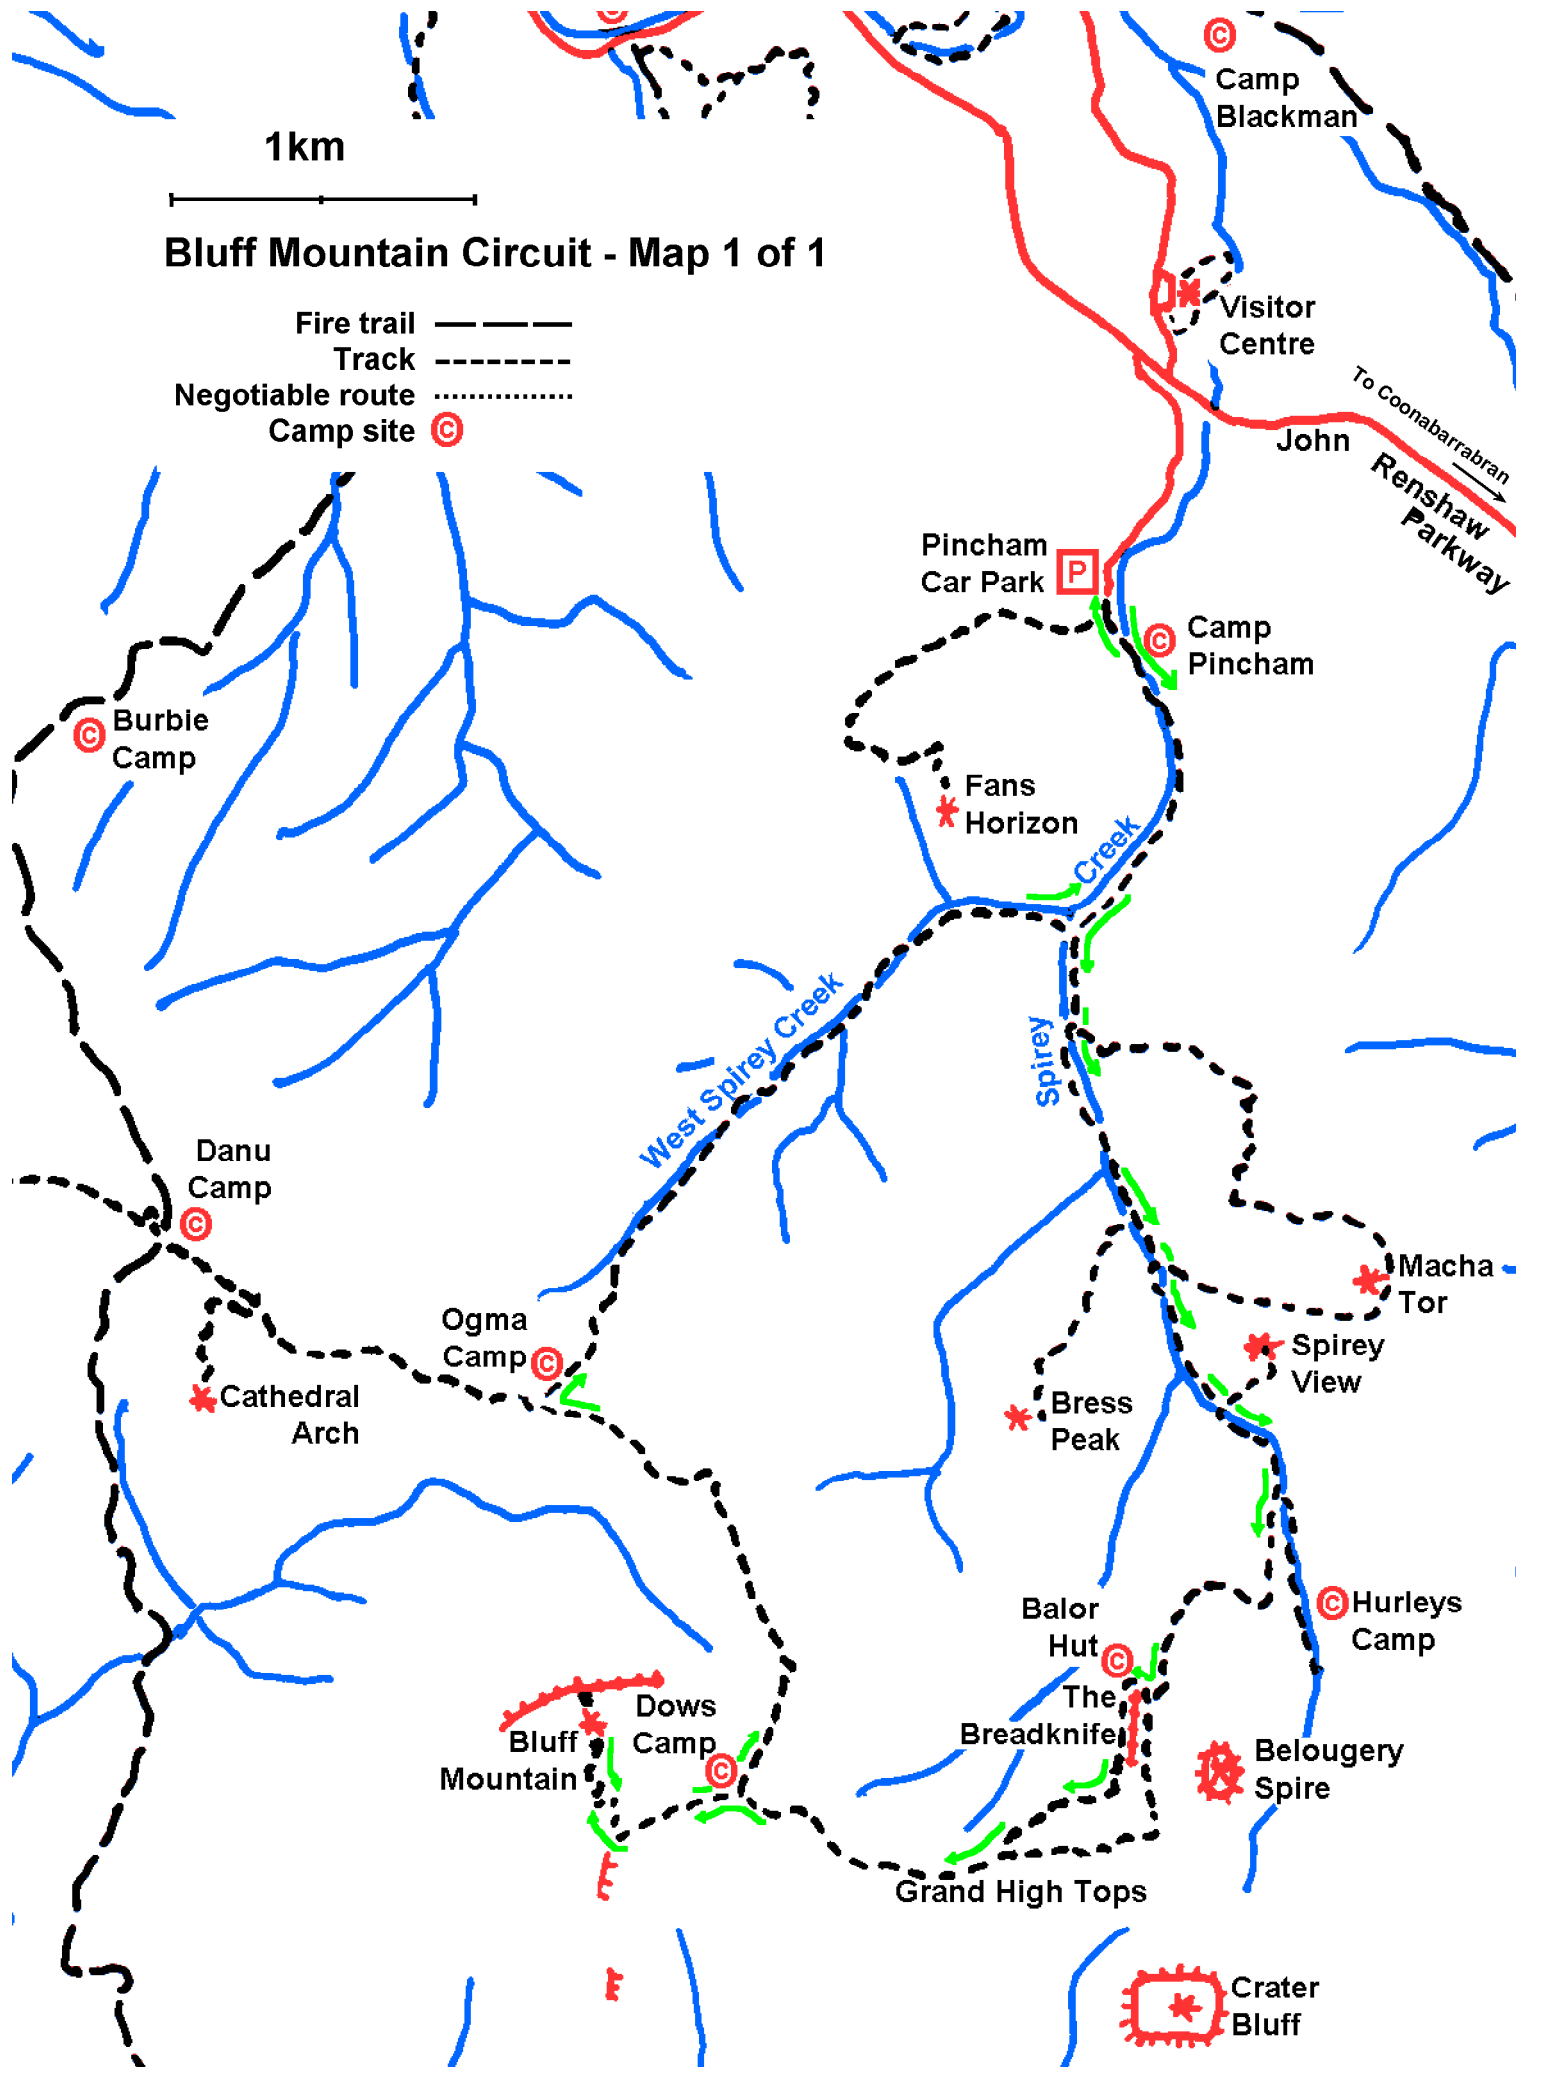 C
C
Camp
Blackman
1km
Bluff Mountain Circuit - Map 1 of 1
Fire trail
Track
Negotiable route
Camp site C
Visitor
Centre
To Coonabarrabran
John
Renshaw
Parkway
Pincham
Car Park
P
C
Camp
Pincham
C
Burbie
Camp
Fans
Horizon
Creek
West Spirey Creek
Spirey
Danu
Camp
C
Macha
Tor
Ogma
Camp
C
Spirey
View
Cathedral
Arch
Bress
Peak
Balor
Hut
C
C
Hurleys
Camp
The
Breadknife
Dows
Camp
C
Bluff
Mountain
Belougery
Spire
Grand High Tops
Crater
Bluff